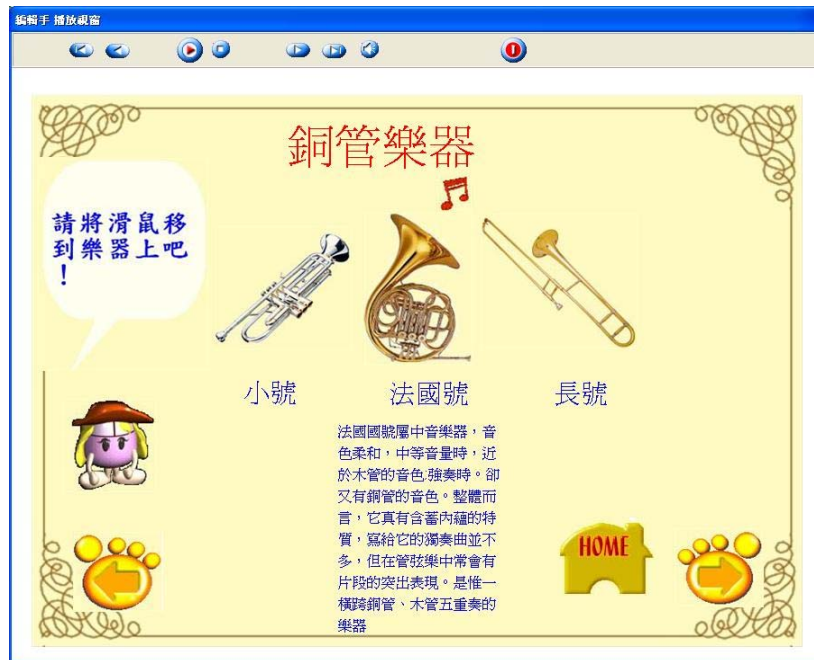 編輯手 播放視窗
銅管樂器
請將滑鼠移
到樂器上吧
！
小號
法國號
長號
法國國號屬中音樂器，音
色柔和，中等音量時，近
於木管的音色;強奏時。卻
又有銅管的音色。整體而
言，它真有含蓄內蘊的特
質，寫給它的獨奏曲並不
多，但在管弦樂中常會有
片段的突出表現。是惟一
橫跨銅管、木管五重奏的
樂器
HOME